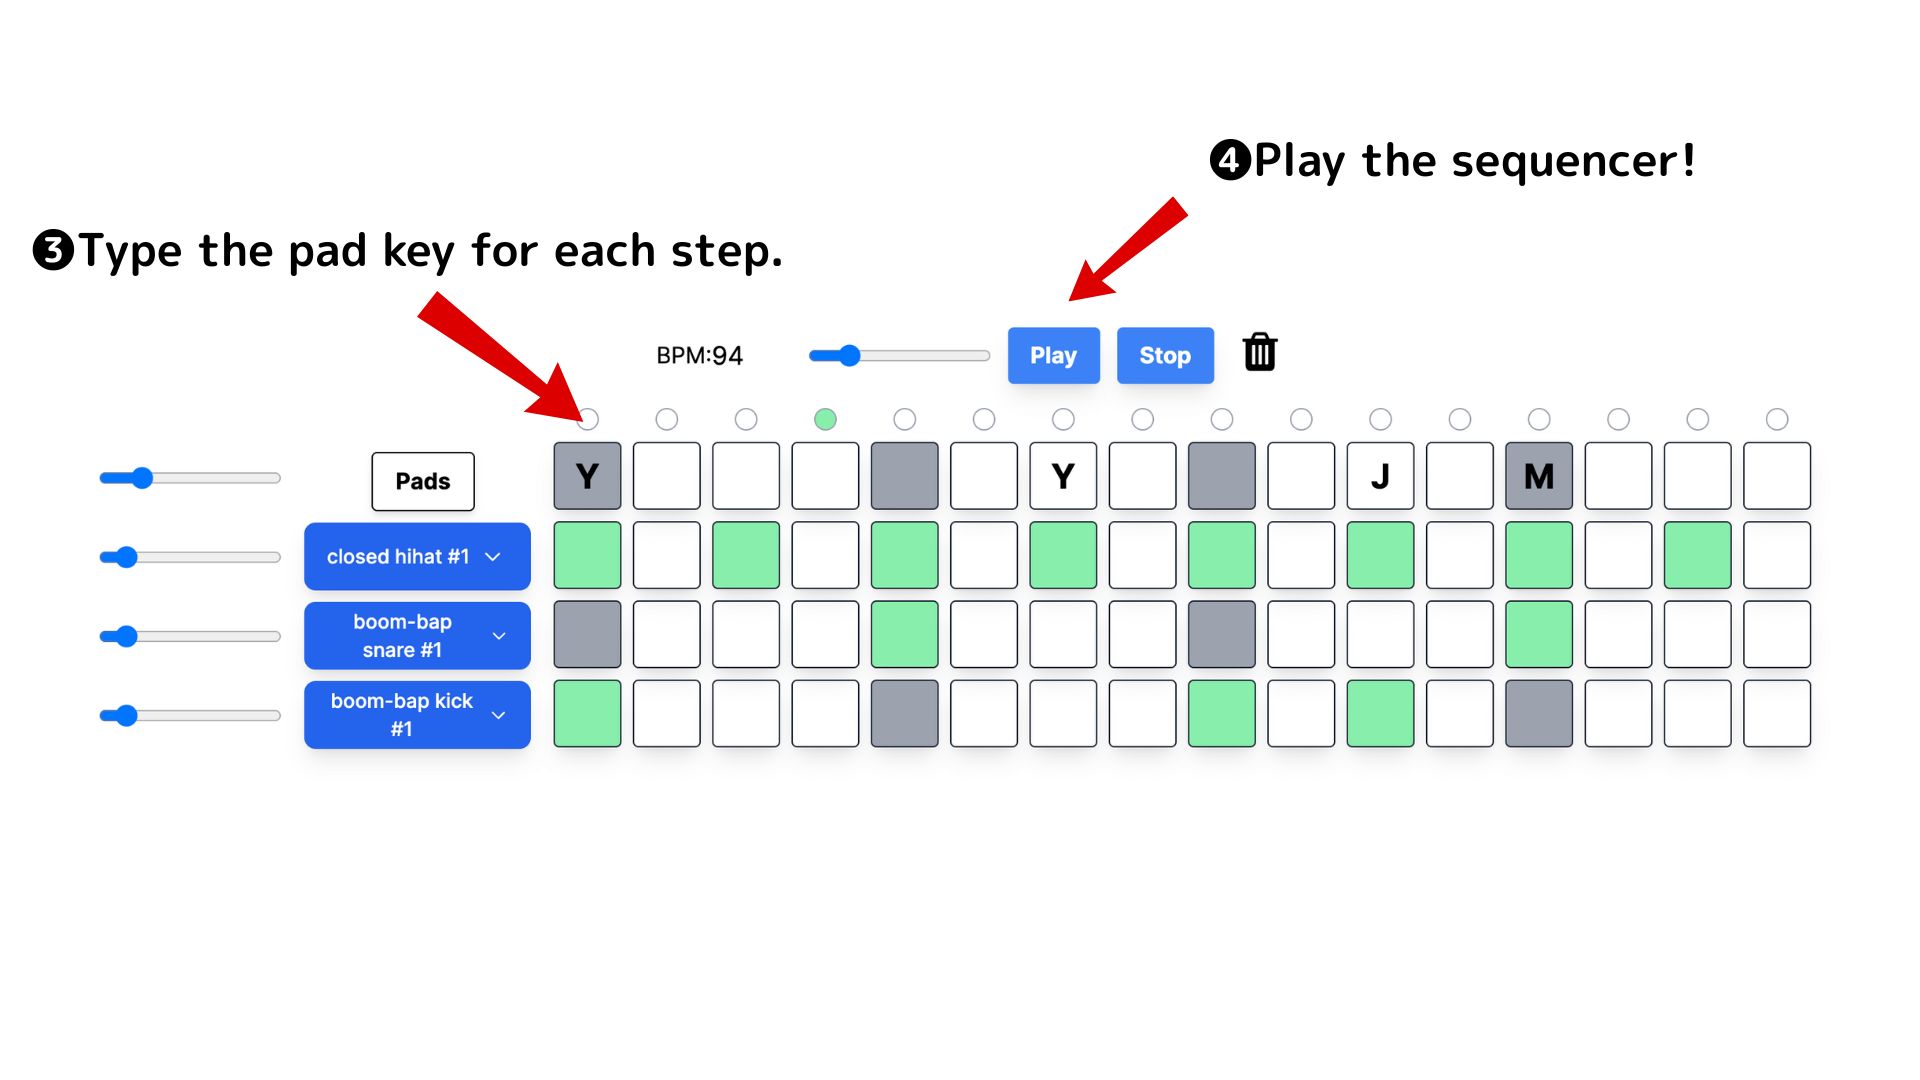 ❹Play the sequencer!
❸Type the pad key for each step.
BPM:94
Play
Stop
Pads
Y
Y
J
M
closed hihat #1
boom-bap
snare #1
boom-bap kick
#1